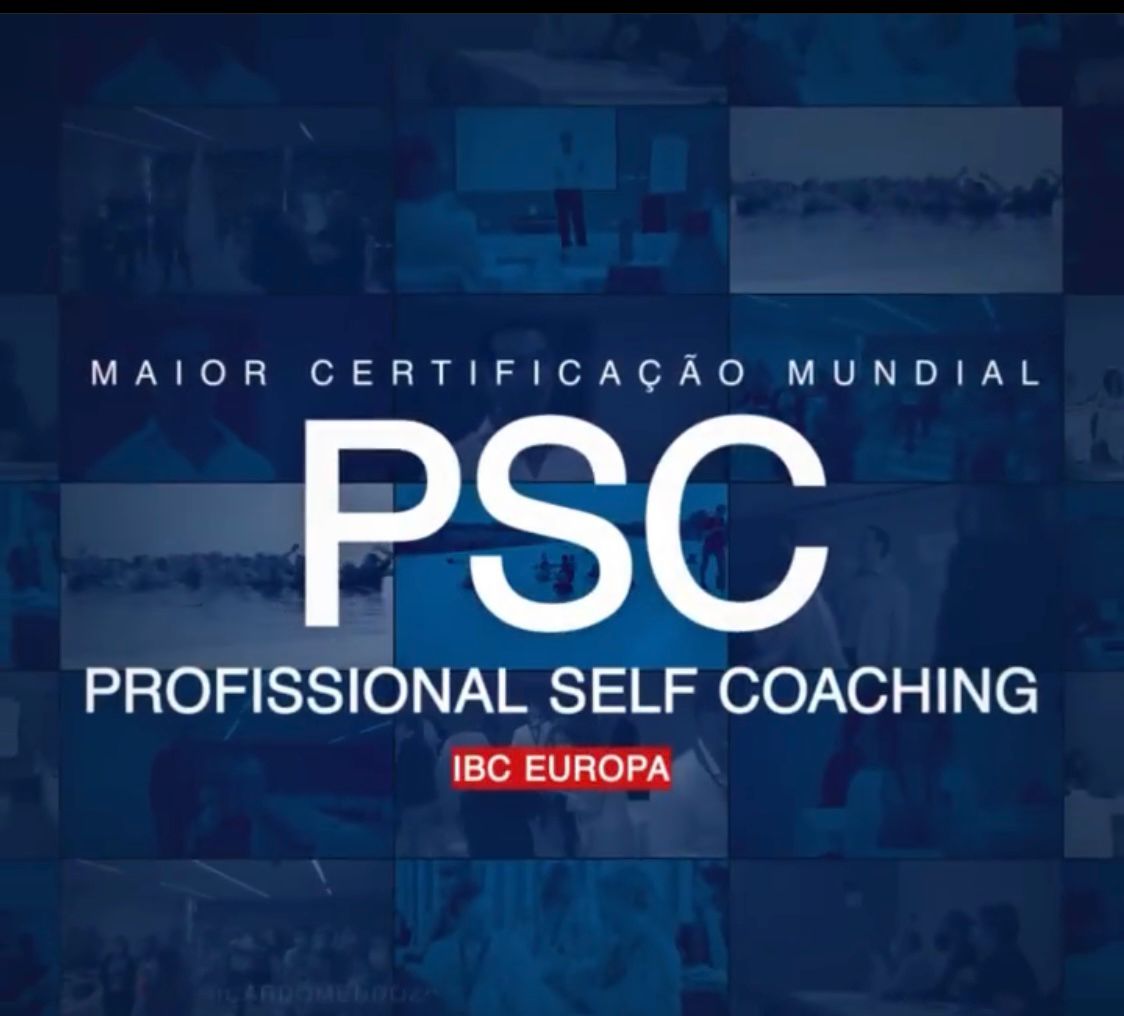 MAIOR CERTIFICAÇÃO MUNDIAL
PSC
PROFISSIONAL SELF COACHING
IBC EUROPA